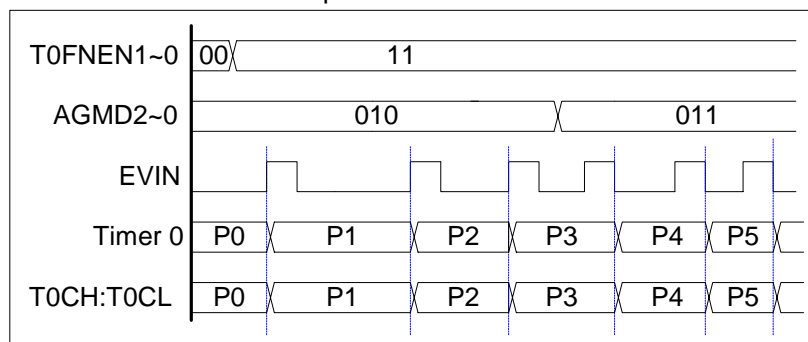 T0FNEN1~0 00 11
AGMD2~0 010 011
EVIN
Timer 0 P0 P1 P2 P3 P4 P5
T0CH:T0CL P0 P1 P2 P3 P4 P5